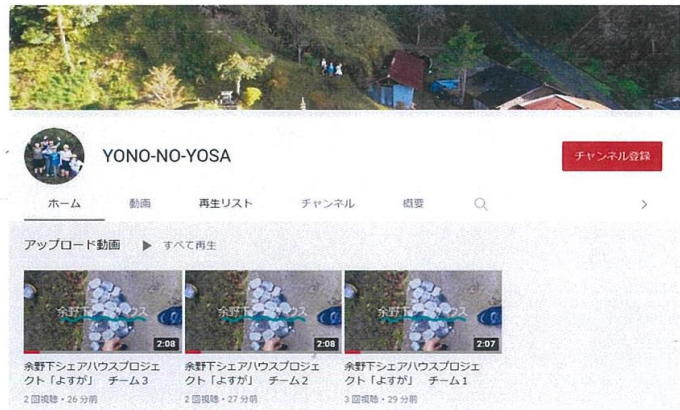 YONO-NO-YOSA
チャンネル登録
ホーム 動画 再生リスト チャンネル 概要
アップロード動画 ▶ すべて再生
余野下シェアハウス
2:08
余野下シェアハウス
2:08
余野下シェアハウス
2:07
余野下シェアハウスプロジェ
クト「よすが」 チーム3
2 回視聴・26 分前
余野下シェアハウスプロジェ
クト「よすが」 チーム2
2 回視聴・27 分前
余野下シェアハウスプロジェ
クト「よすが」 チーム1
3 回視聴・29 分前